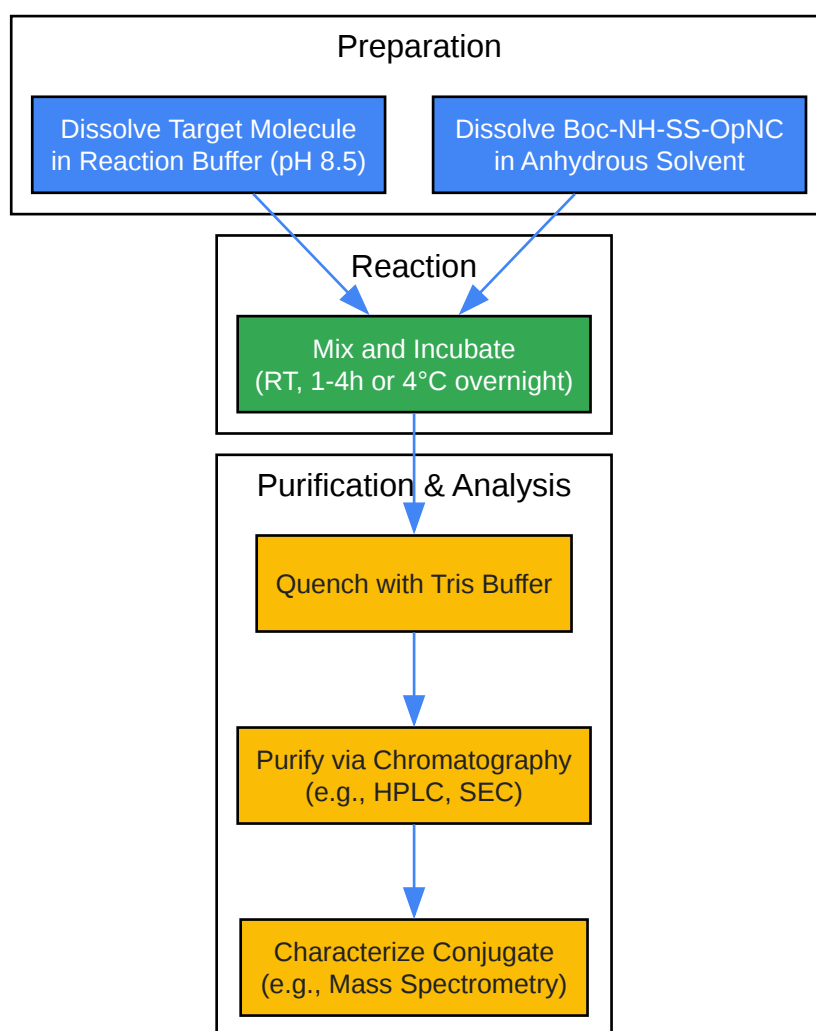 Preparation
Dissolve Target Molecule
in Reaction Buffer (pH 8.5)
Dissolve Boc-NH-SS-OpNC
in Anhydrous Solvent
Reaction
Mix and Incubate
(RT, 1-4h or 4°C overnight)
Purification & Analysis
Quench with Tris Buffer
Purify via Chromatography
(e.g., HPLC, SEC)
Characterize Conjugate
(e.g., Mass Spectrometry)